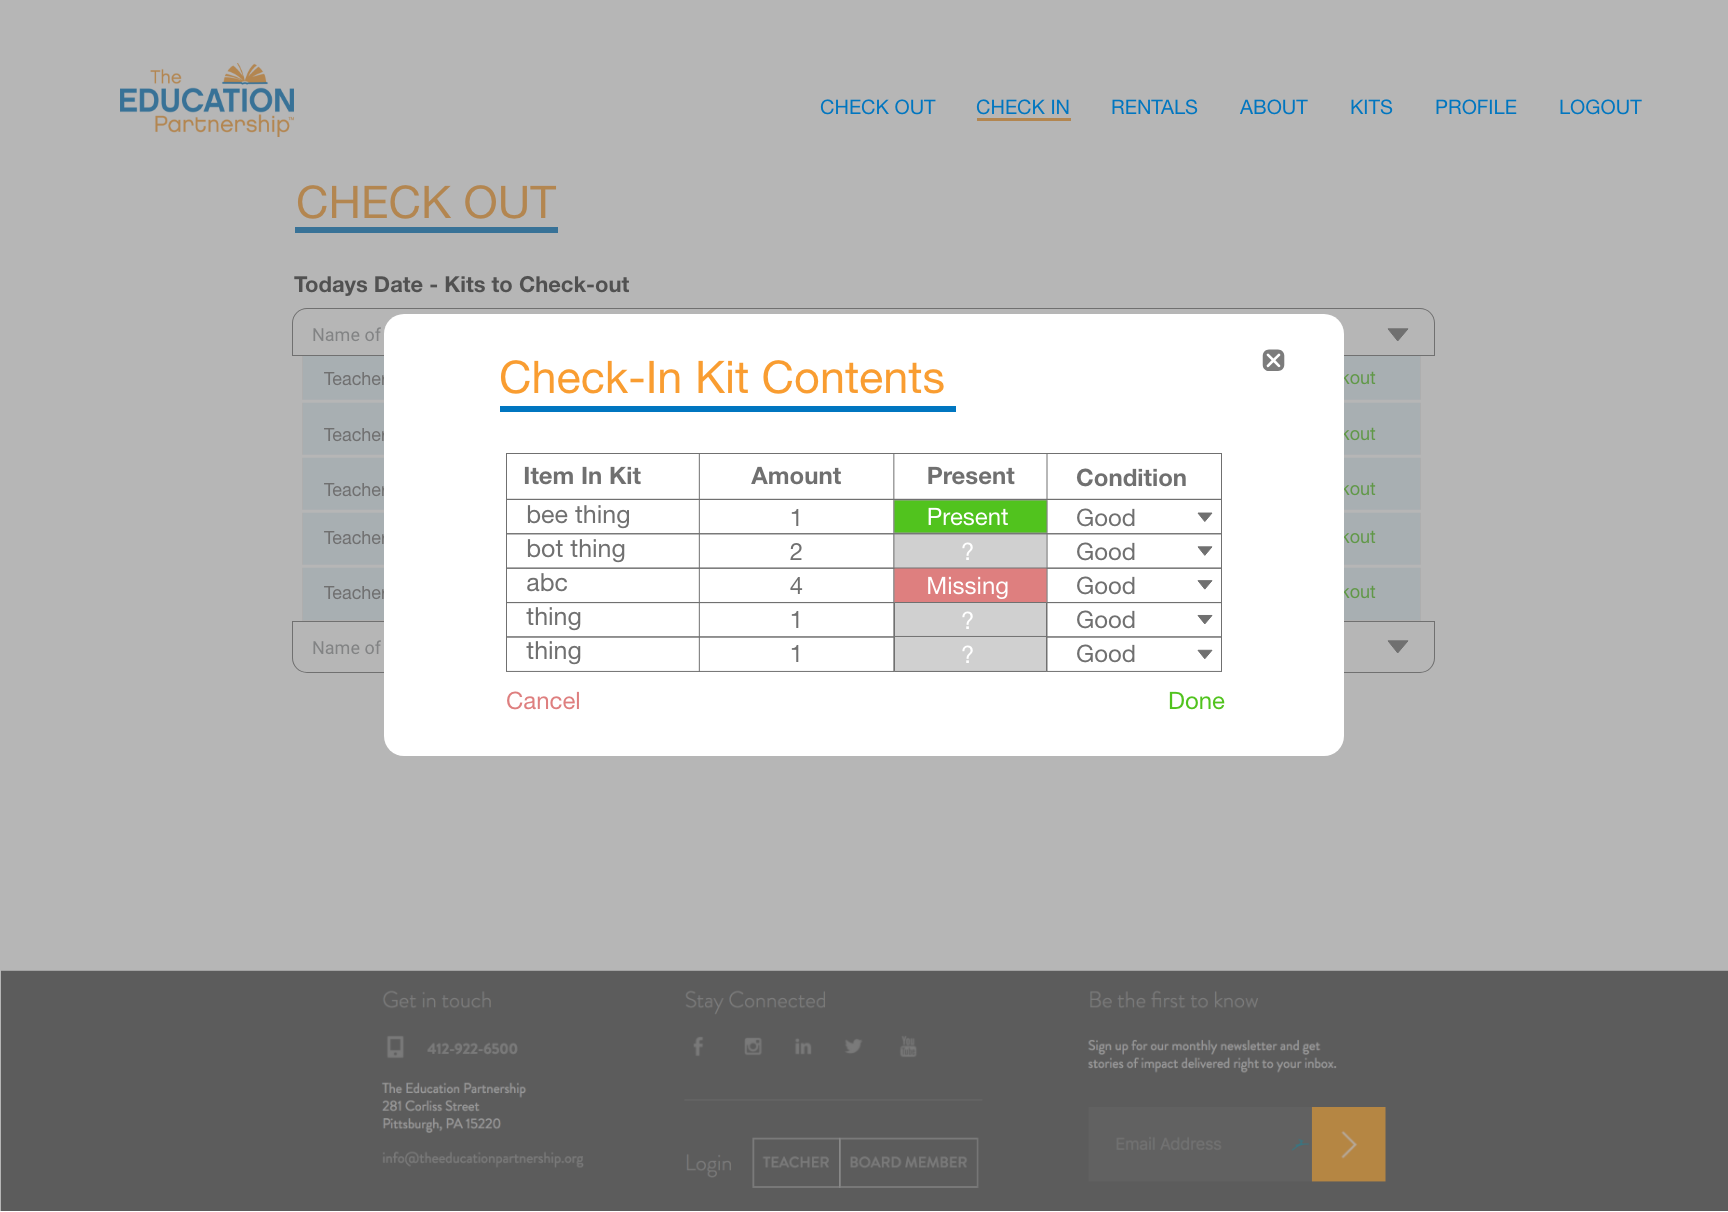 The
EDUCATION
Partnership™
CHECK OUT CHECK IN RENTALS ABOUT KITS PROFILE LOGOUT
CHECK OUT
Todays Date - Kits to Check-out
Name of
Teacher kout
Teacher kout
Teacher kout
Teacher kout
Teacher kout
Name of
Check-In Kit Contents
Item In Kit Amount Present Condition
bee thing 1 Present Good
bot thing 2 ? Good
abc 4 Missing Good
thing 1 ? Good
thing 1 ? Good
Cancel Done
Get in touch
412-922-6500
The Education Partnership
281 Corliss Street
Pittsburgh, PA 15220
info@theeducationpartnership.org
Stay Connected
You Tube
Login TEACHER BOARD MEMBER
Be the first to know
Sign up for our monthly newsletter and get
stories of impact delivered right to your inbox.
Email Address